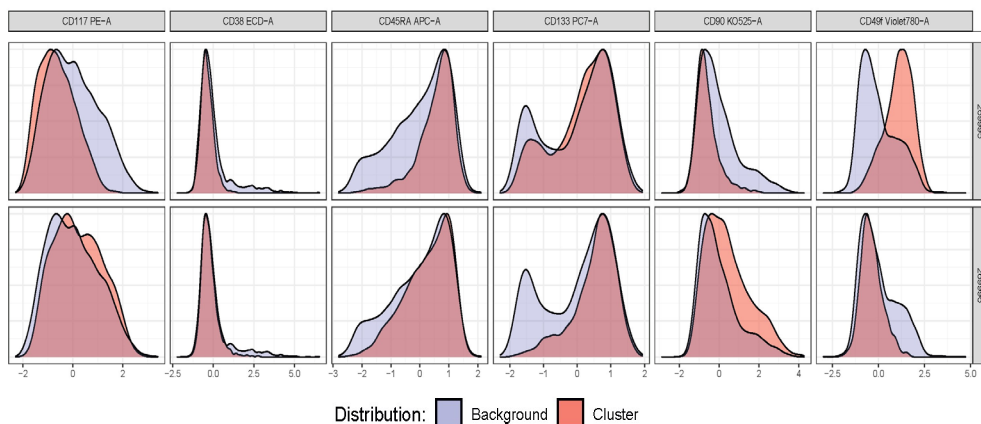 CD117 PE-A CD38 ECD-A CD45RA APC-A CD133 PC7-A CD90 KO525-A CD49f Violet780-A
-2 0 2 -2.5 0.0 2.5 5.0 -3 -2 -1 0 1 2 -2 -1 0 1 2 -2 0 2 4 -2.5 0.0 2.5 5.0
Distribution: Background Cluster